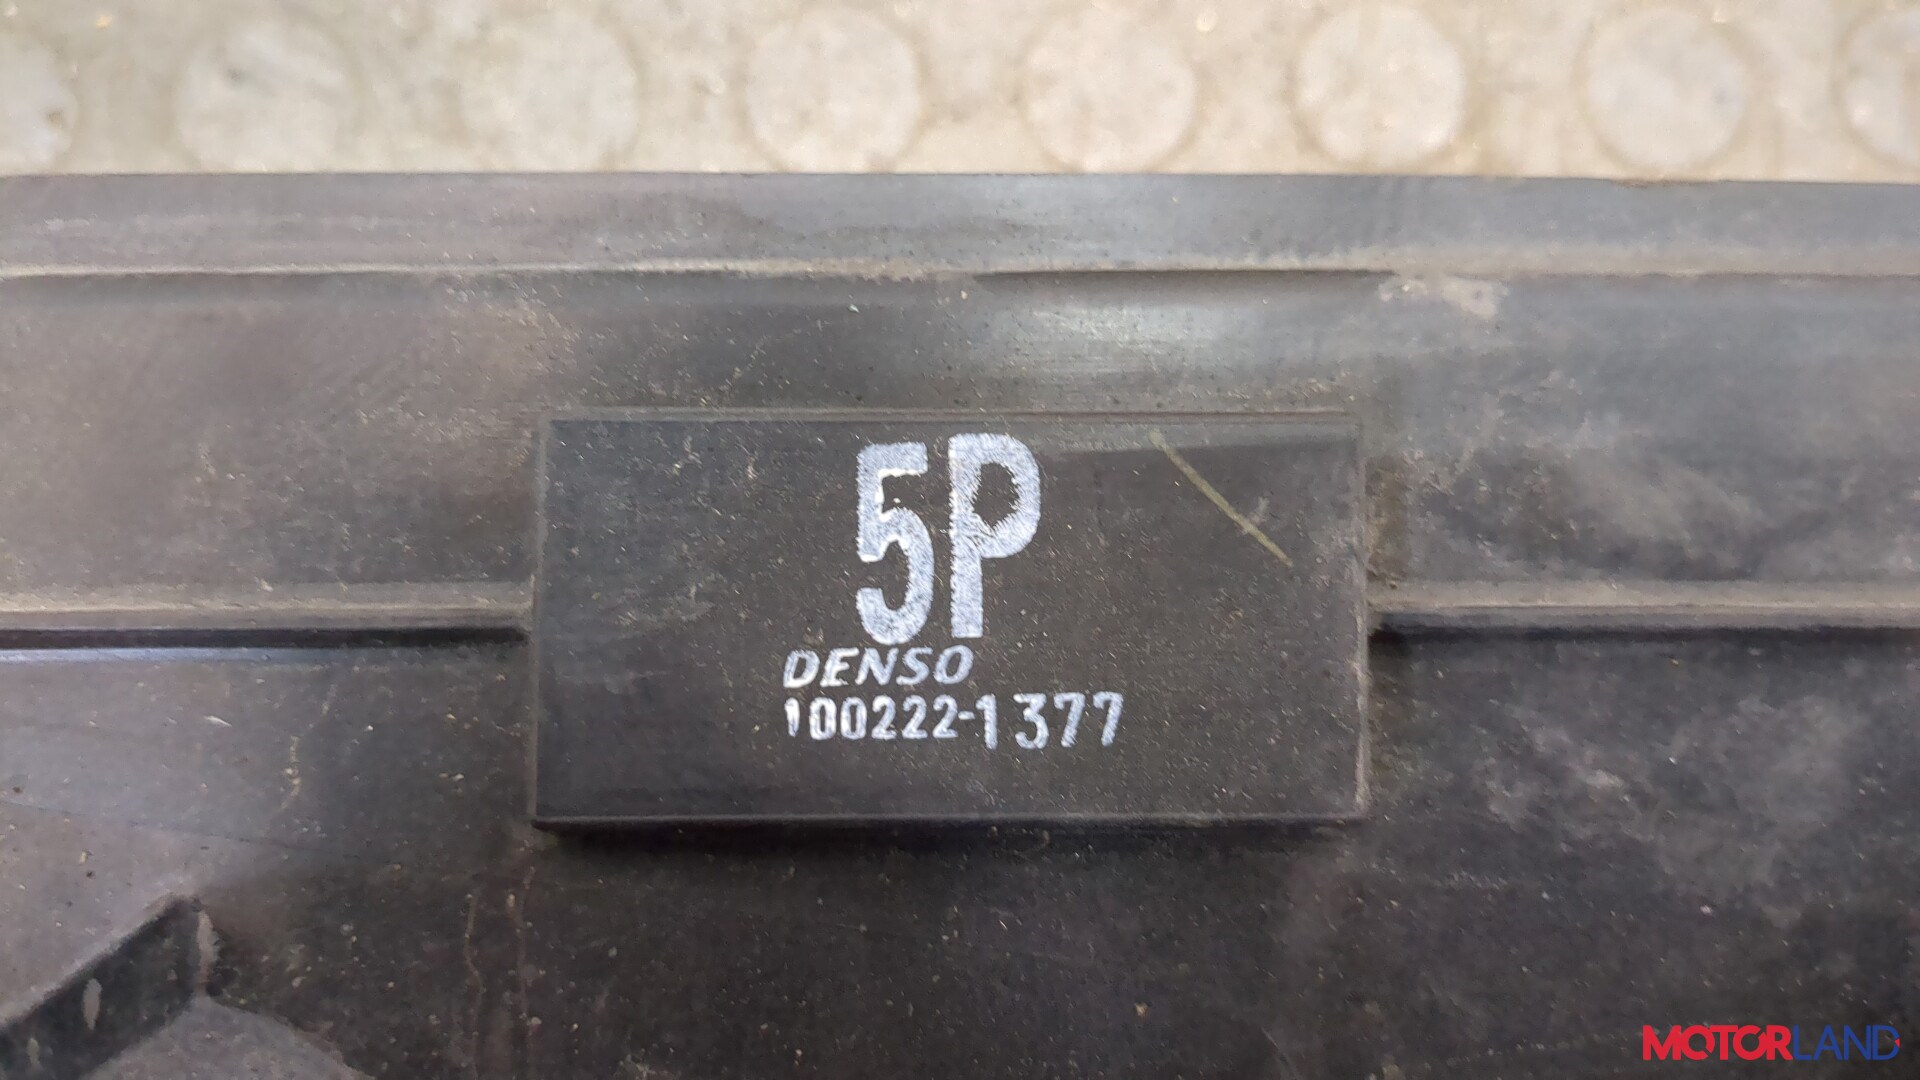 5P
DENSO
100222-1377
MOTORLAND